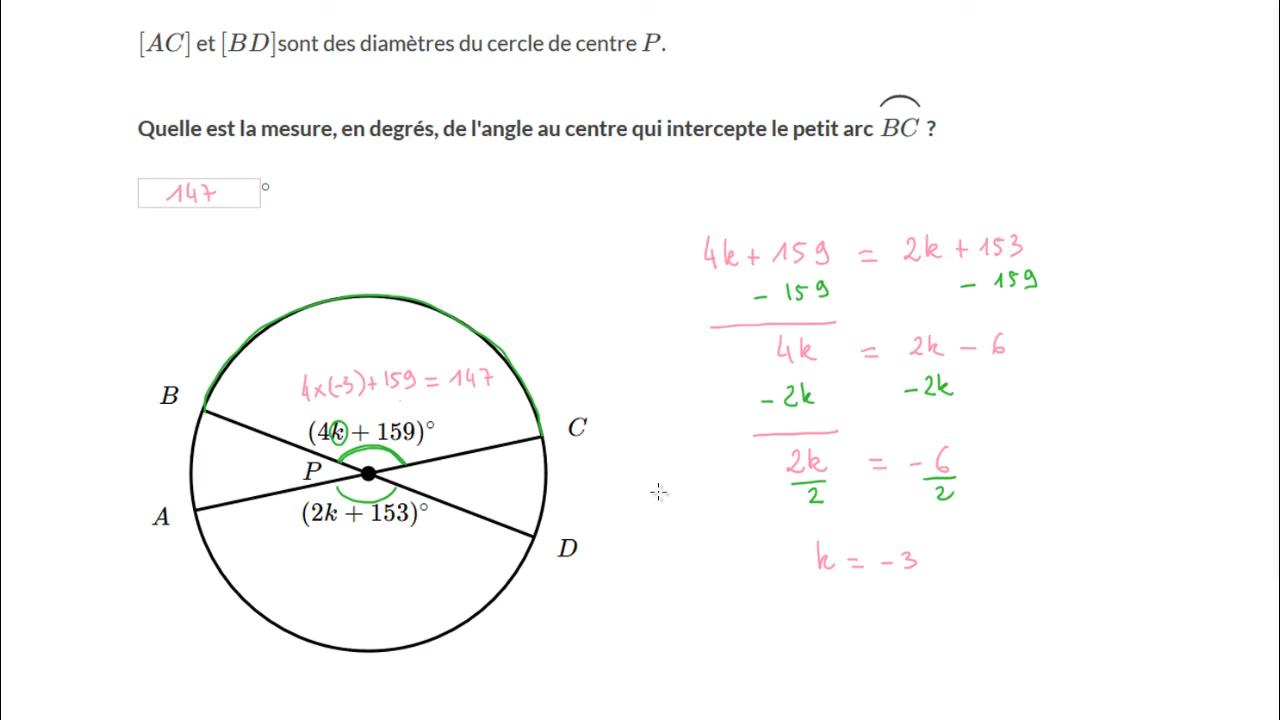 [AC] et [BD]sont des diamètres du cercle de centre P.
Quelle est la mesure, en degrés, de l'angle au centre qui intercepte le petit arc BC ?
147 °
4k + 159 = 2k + 153
- 159 - 159
4k = 2k - 6
- 2k - 2k
2k = - 6
2 2
k = - 3
4×(-3)+159 = 147
B
(4k + 159)°
C
P
A
(2k + 153)°
D